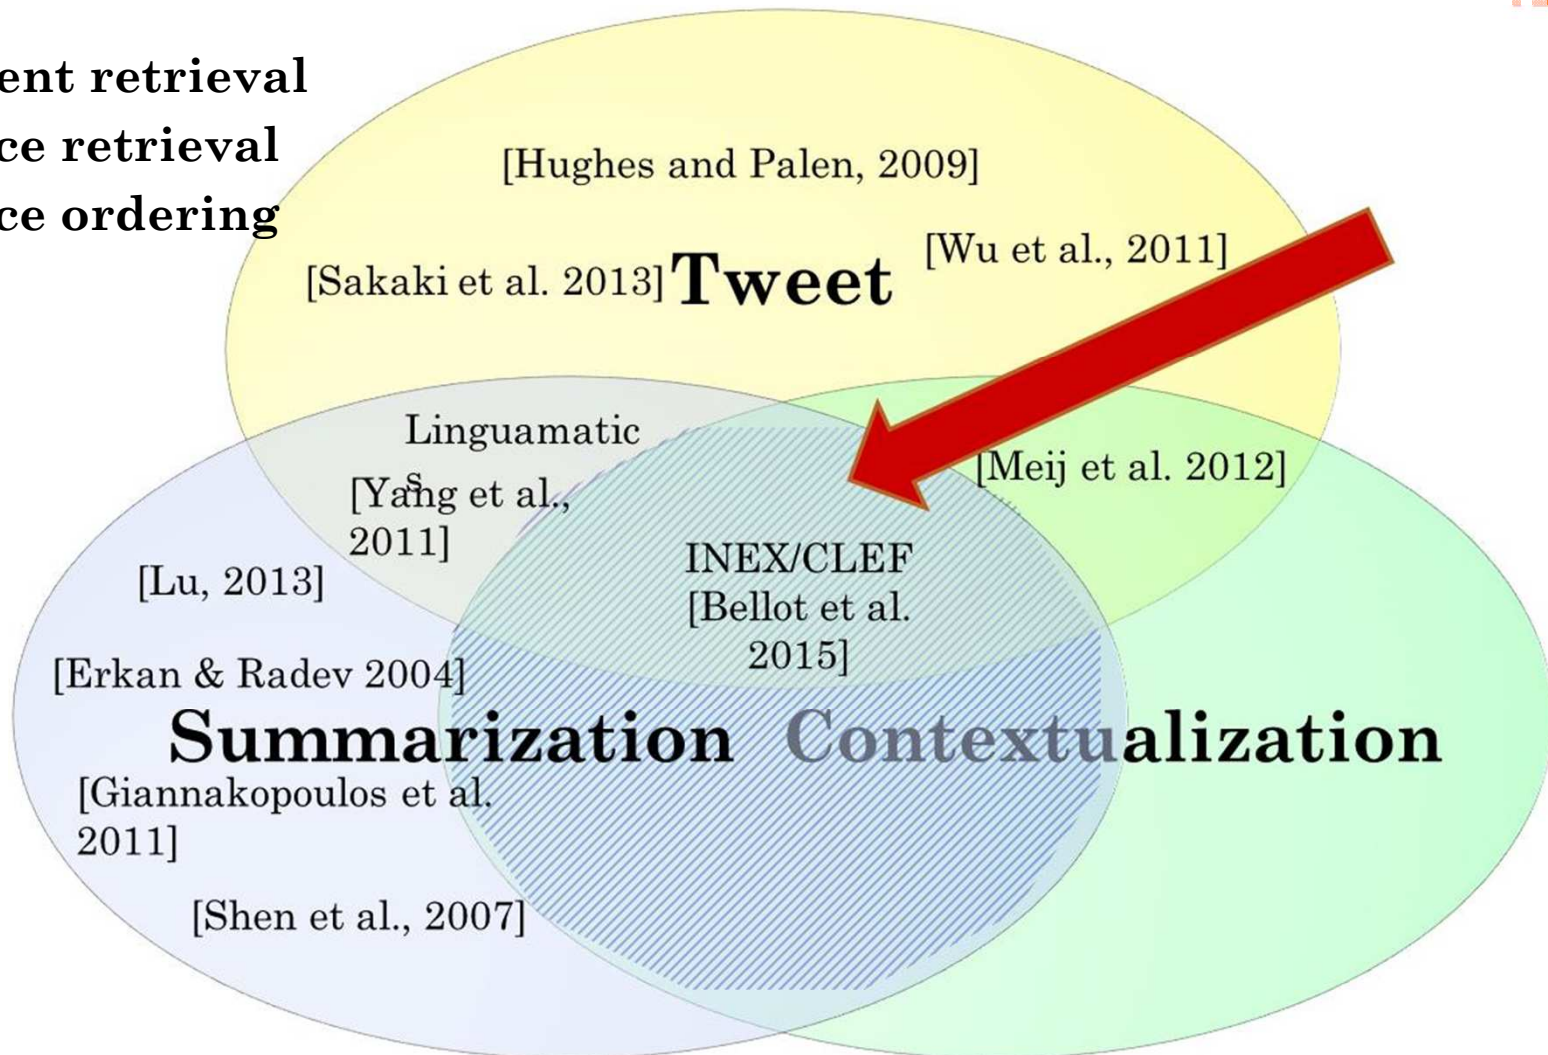 ent retrieval
ce retrieval
ce ordering
[Hughes and Palen, 2009]
[Wu et al., 2011]
[Sakaki et al. 2013]
Tweet
Linguamatic
s
[Yang et al.,
2011]
[Meij et al. 2012]
INEX/CLEF
[Bellot et al.
2015]
[Lu, 2013]
[Erkan & Radev 2004]
Summarization
Contextualization
[Giannakopoulos et al.
2011]
[Shen et al., 2007]